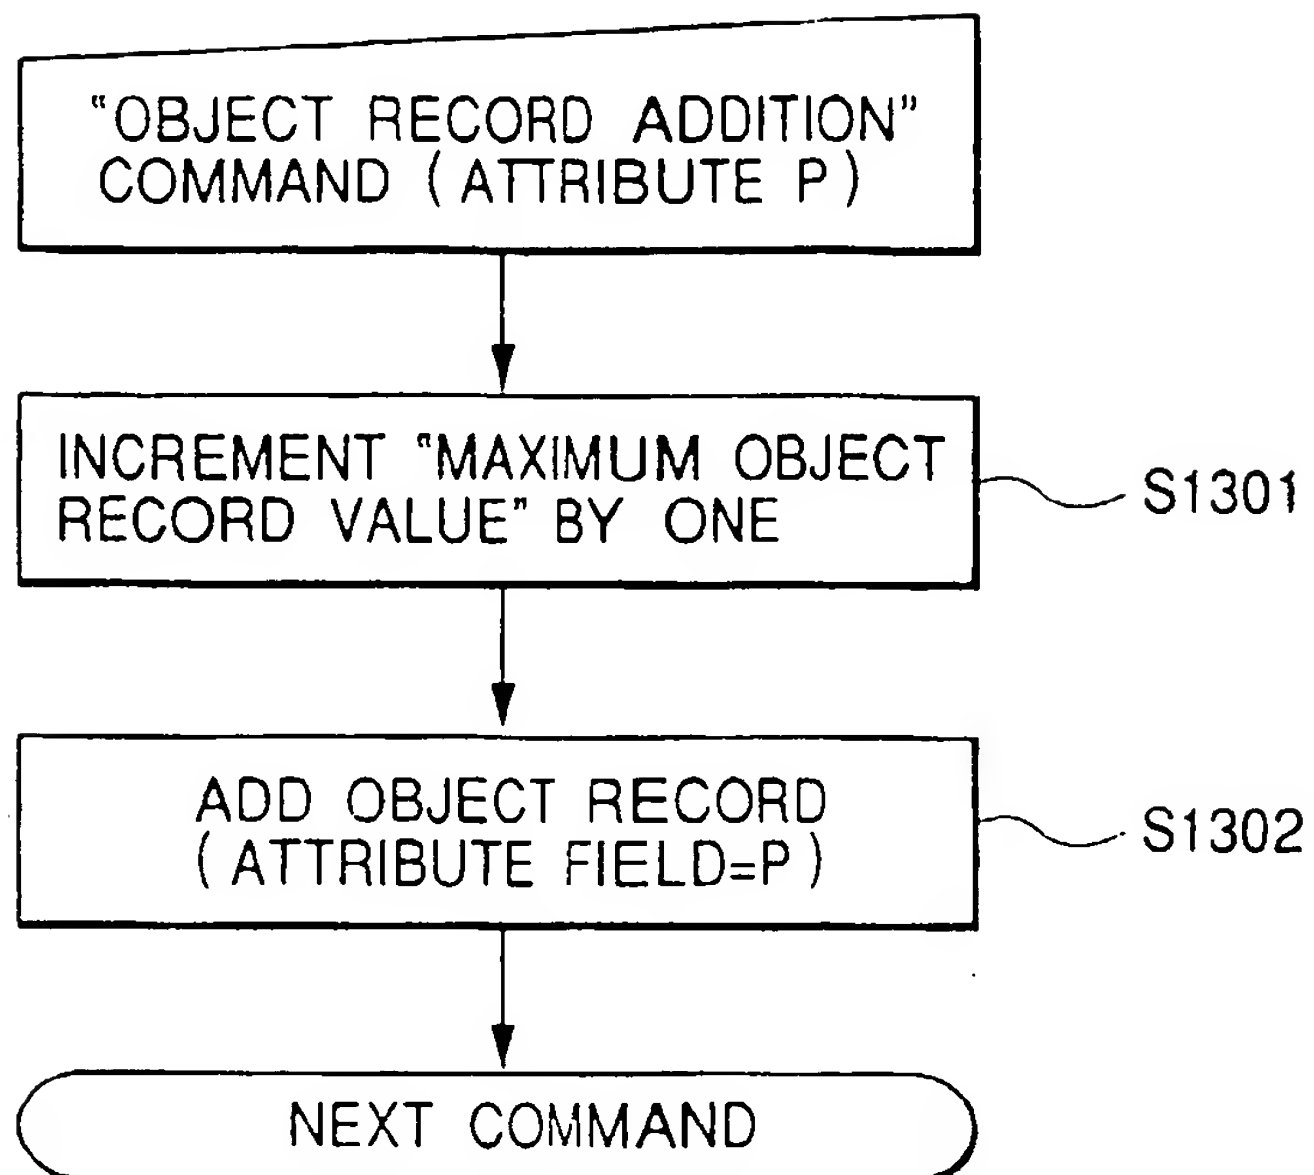 "OBJECT RECORD ADDITION"
COMMAND (ATTRIBUTE P)
INCREMENT "MAXIMUM OBJECT
RECORD VALUE" BY ONE
S1301
ADD OBJECT RECORD
(ATTRIBUTE FIELD=P)
S1302
NEXT COMMAND